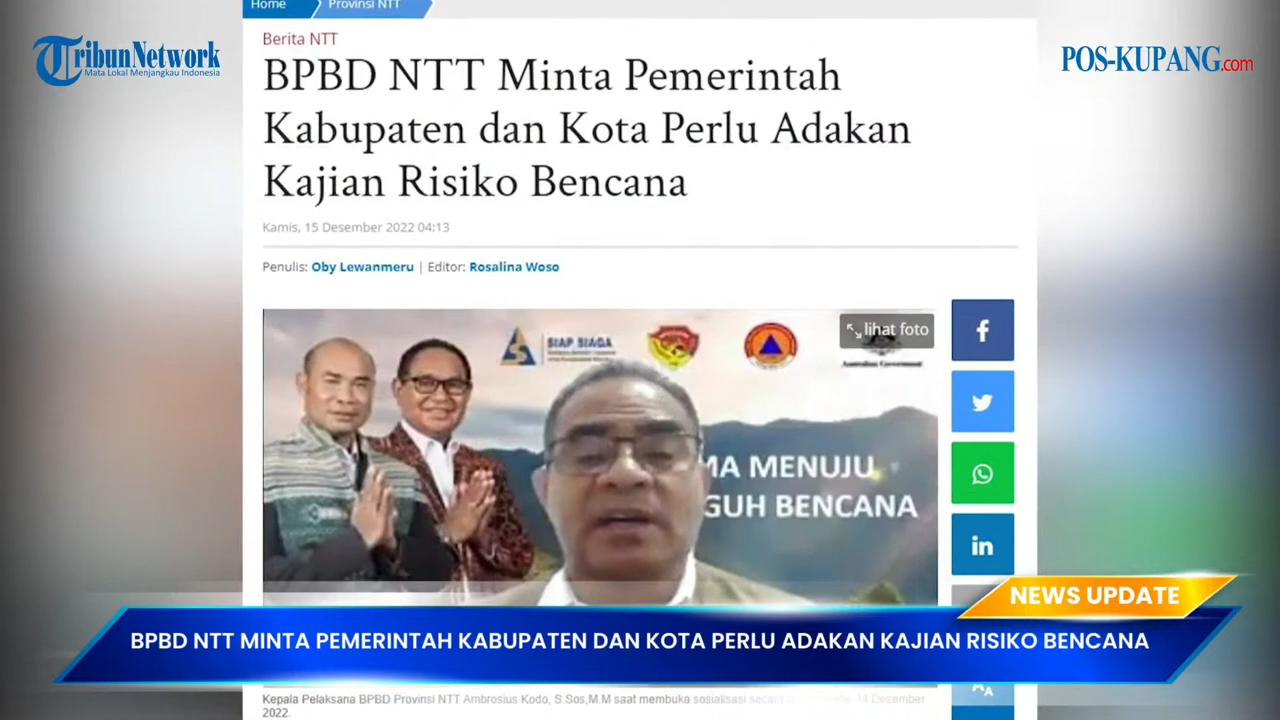 Home
Provinsi NTT
TribunNetwork
Mata Lokal Menjangkau Indonesia
POS-KUPANG.com
Berita NTT
BPBD NTT Minta Pemerintah
Kabupaten dan Kota Perlu Adakan
Kajian Risiko Bencana
Kamis, 15 Desember 2022 04:13
Penulis: Oby Lewanmeru | Editor: Rosalina Woso
lihat foto
SIAP SIAGA
Australian Government
MA MENUJU
GUH BENCANA
NEWS UPDATE
BPBD NTT MINTA PEMERINTAH KABUPATEN DAN KOTA PERLU ADAKAN KAJIAN RISIKO BENCANA
Kepala Pelaksana BPBD Provinsi NTT Ambrosius Kodo, S.Sos,M.M saat membuka sosialisasi 14 Desember
2022.